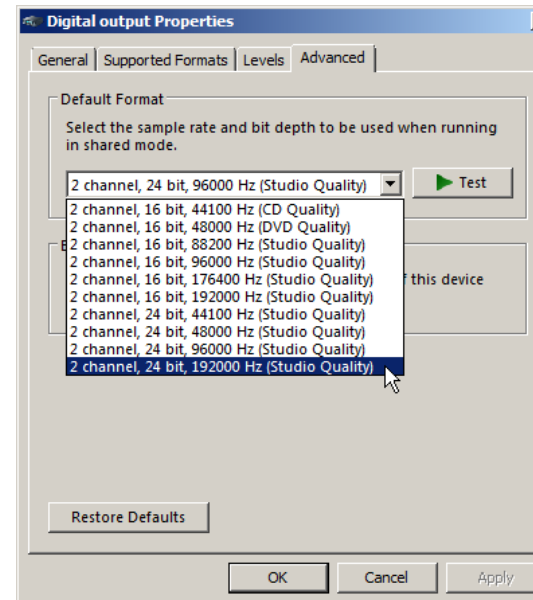 Digital output Properties
General Supported Formats Levels Advanced
Default Format
Select the sample rate and bit depth to be used when running
in shared mode.
2 channel, 24 bit, 96000 Hz (Studio Quality) Test
2 channel, 16 bit, 44100 Hz (CD Quality)
2 channel, 16 bit, 48000 Hz (DVD Quality)
2 channel, 16 bit, 88200 Hz (Studio Quality)
2 channel, 16 bit, 96000 Hz (Studio Quality)
2 channel, 16 bit, 176400 Hz (Studio Quality) f this device
2 channel, 16 bit, 192000 Hz (Studio Quality)
2 channel, 24 bit, 44100 Hz (Studio Quality)
2 channel, 24 bit, 48000 Hz (Studio Quality)
2 channel, 24 bit, 96000 Hz (Studio Quality)
2 channel, 24 bit, 192000 Hz (Studio Quality)
Restore Defaults
OK Cancel Apply